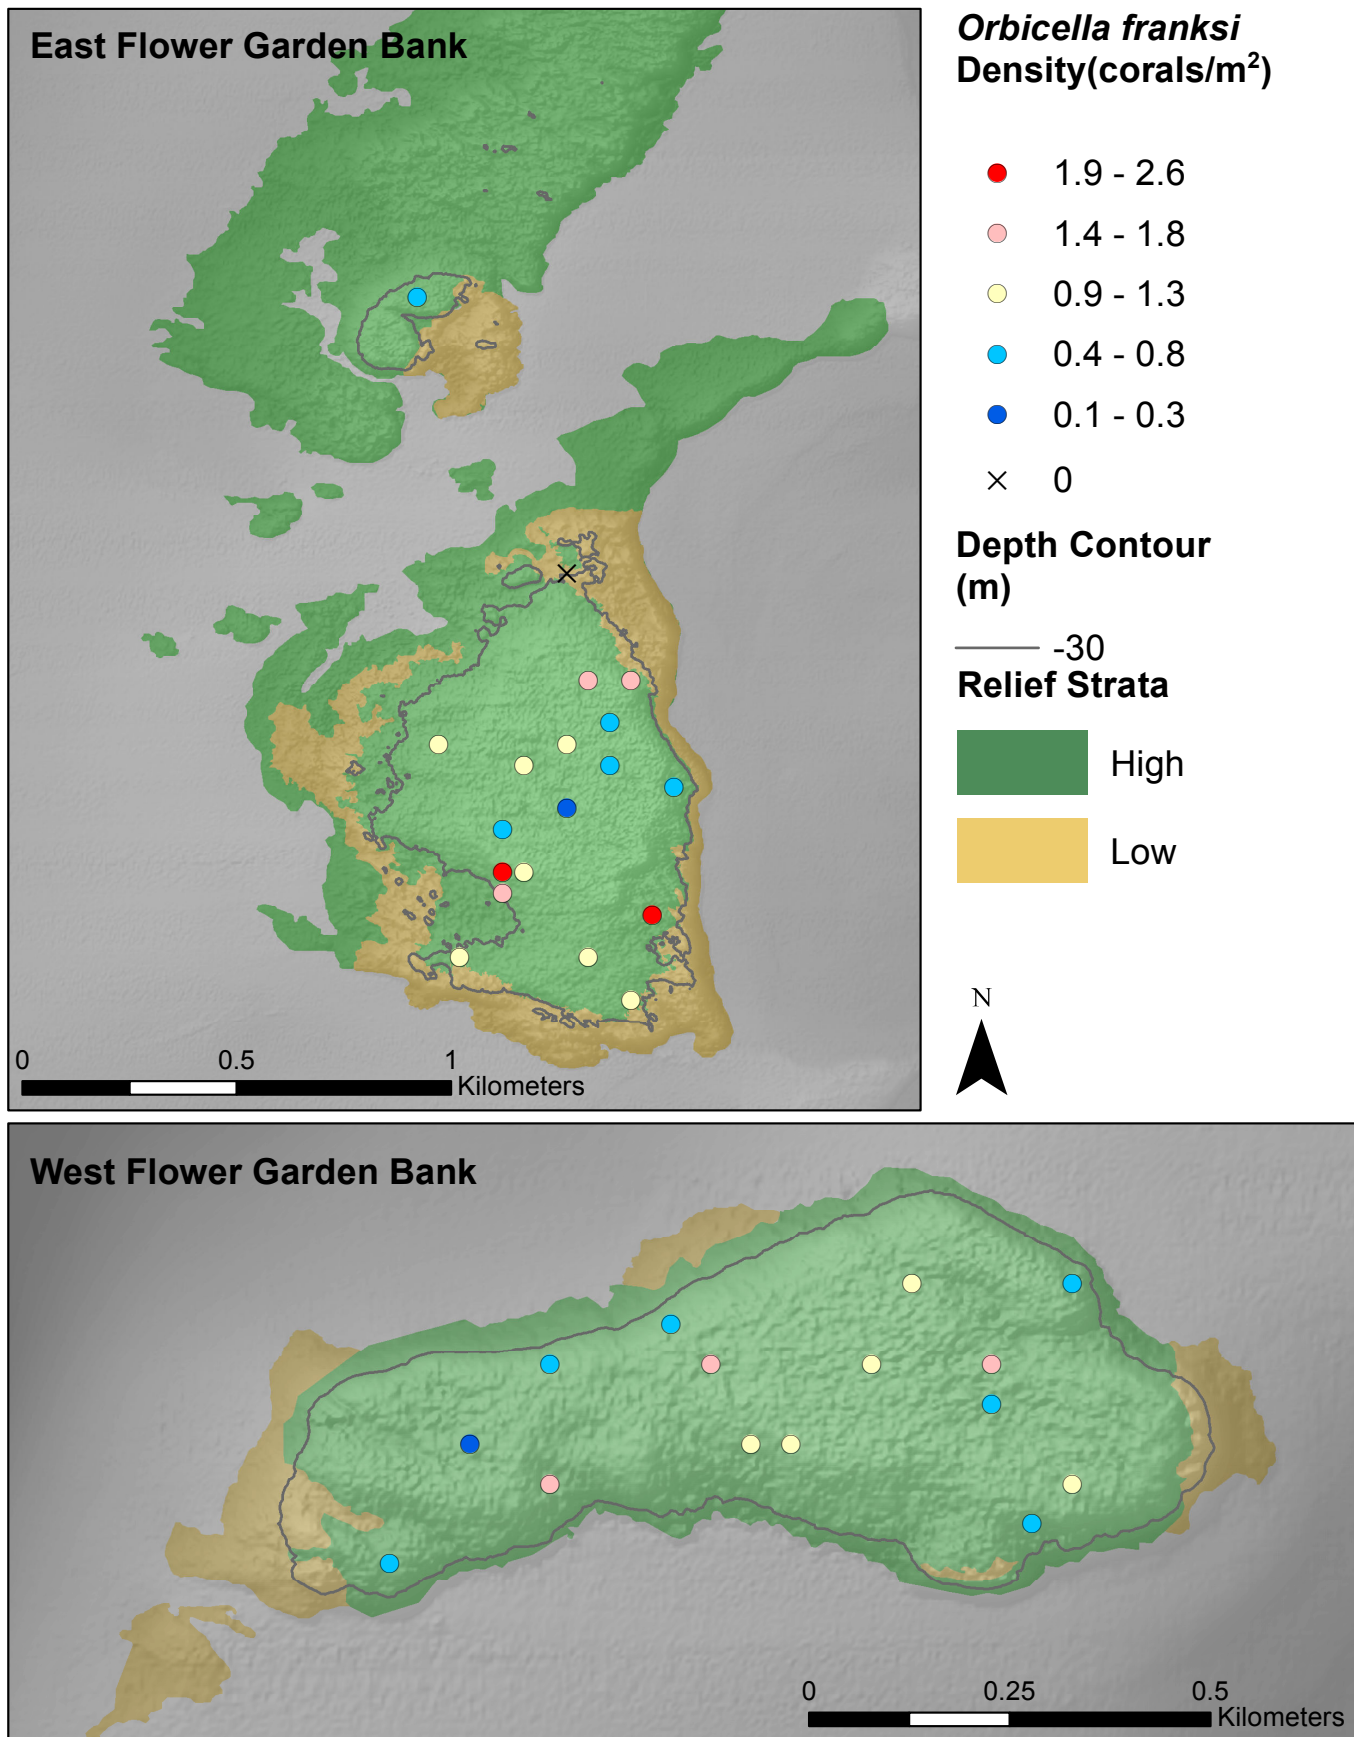 East Flower Garden Bank
Orbicella franksi
Density(corals/m²)
1.9 - 2.6
1.4 - 1.8
0.9 - 1.3
0.4 - 0.8
0.1 - 0.3
0
Depth Contour
(m)
-30
Relief Strata
High
Low
N
0 0.5 1
Kilometers
West Flower Garden Bank
0 0.25 0.5
Kilometers